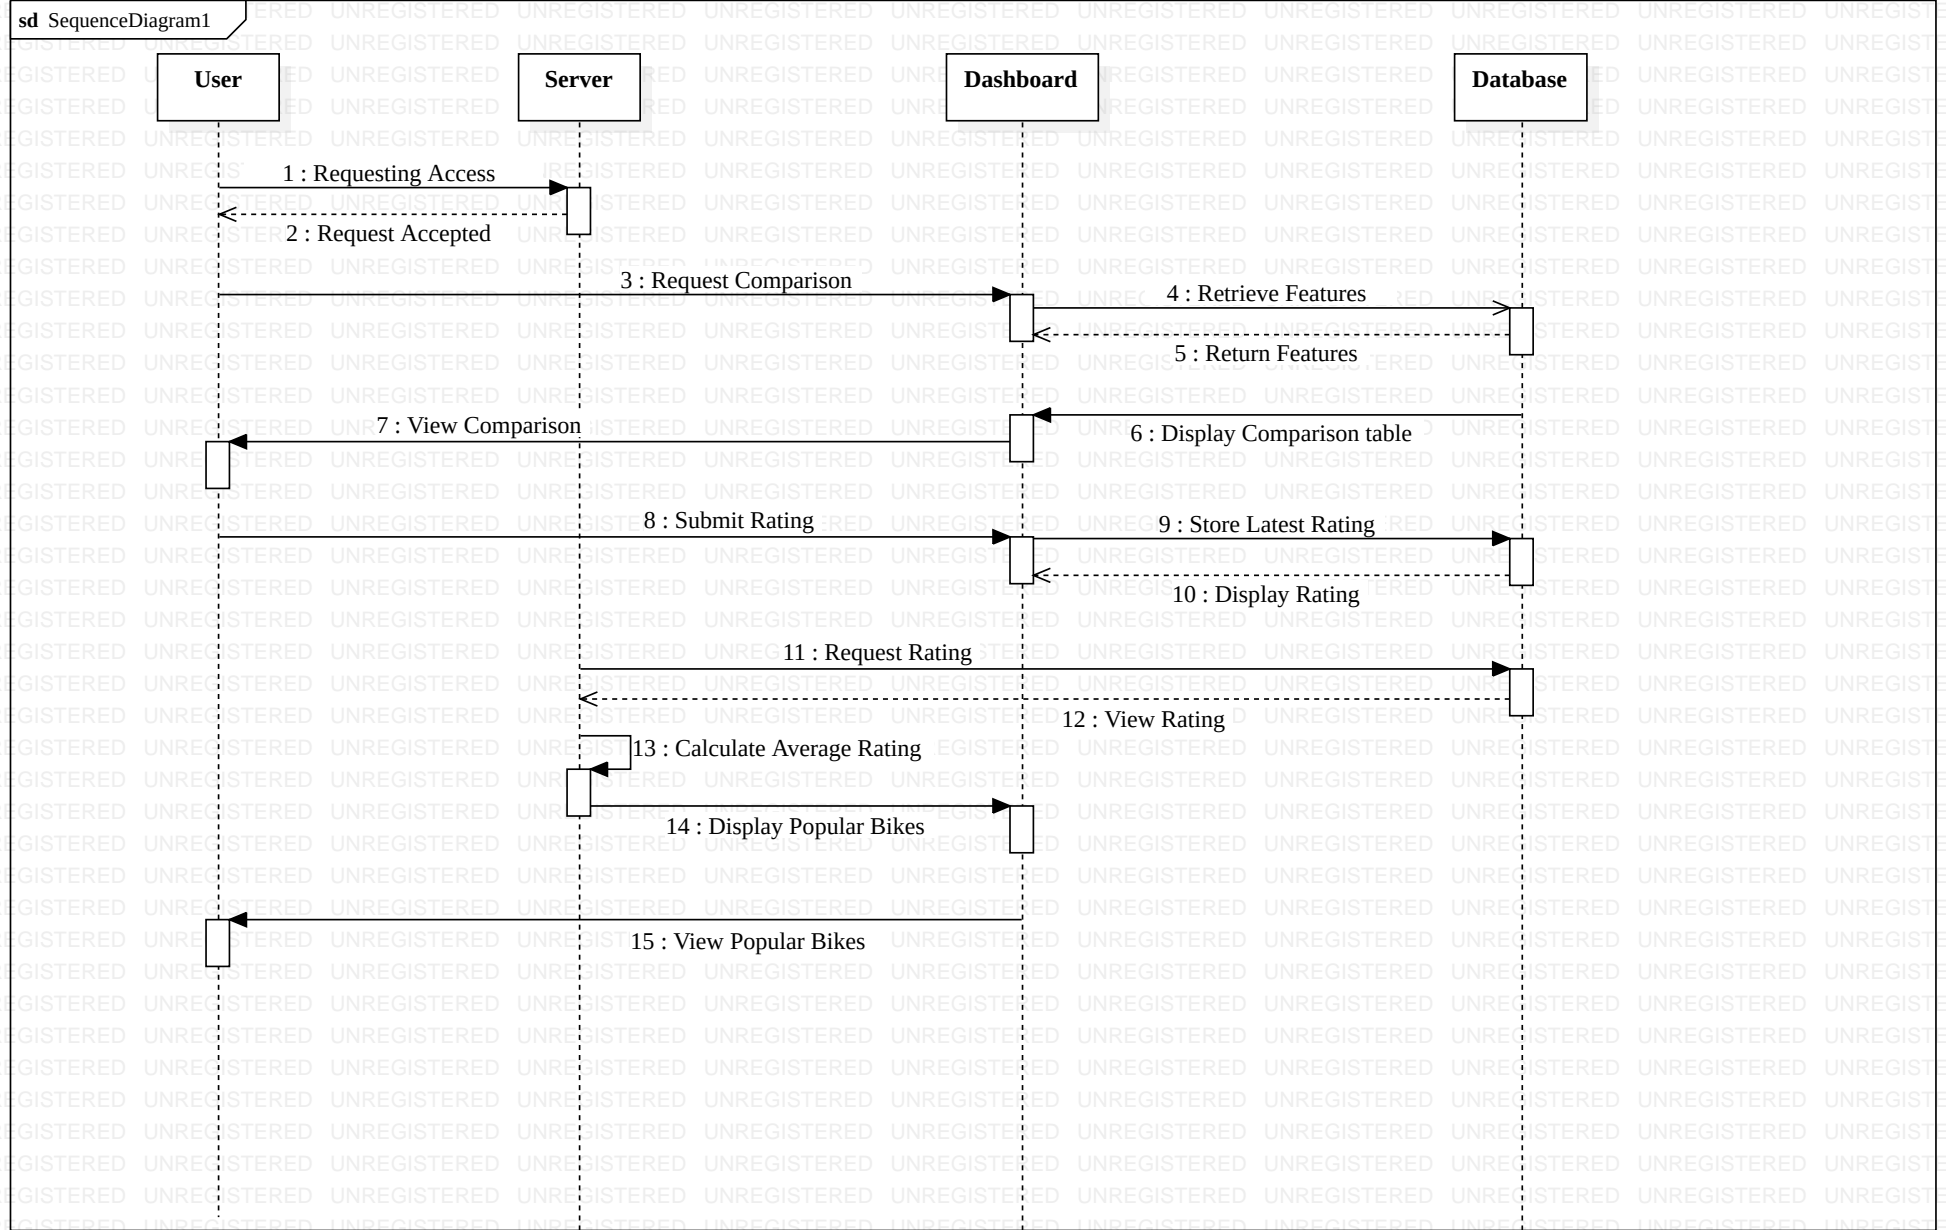 sd SequenceDiagram1
User
Server
Dashboard
Database
1 : Requesting Access
2 : Request Accepted
3 : Request Comparison
4 : Retrieve Features
5 : Return Features
6 : Display Comparison table
7 : View Comparison
8 : Submit Rating
9 : Store Latest Rating
10 : Display Rating
11 : Request Rating
12 : View Rating
13 : Calculate Average Rating
14 : Display Popular Bikes
15 : View Popular Bikes
UNREGISTERED